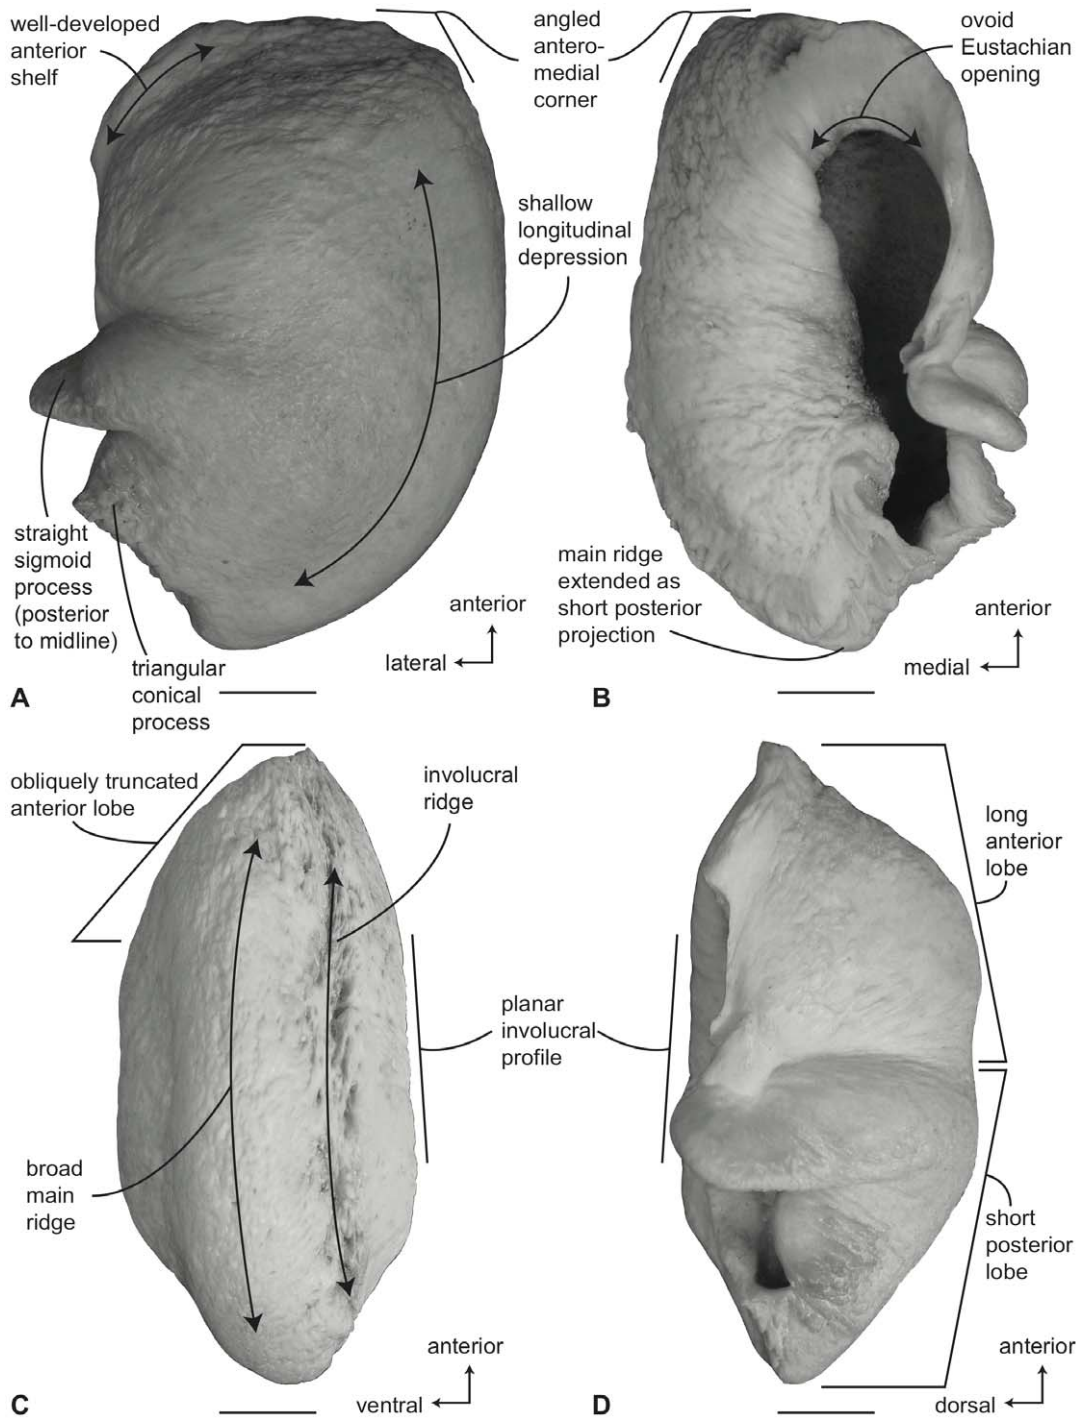 well-developed
anterior
shelf
angled
antero-
medial
corner
ovoid
Eustachian
opening
shallow
longitudinal
depression
straight
sigmoid
process
(posterior
to midline)
triangular
conical
process
anterior
lateral
A
main ridge
extended as
short posterior
projection
anterior
medial
B
obliquely truncated
anterior lobe
involucral
ridge
long
anterior
lobe
planar
involucral
profile
broad
main
ridge
short
posterior
lobe
anterior
ventral
C
anterior
dorsal
D